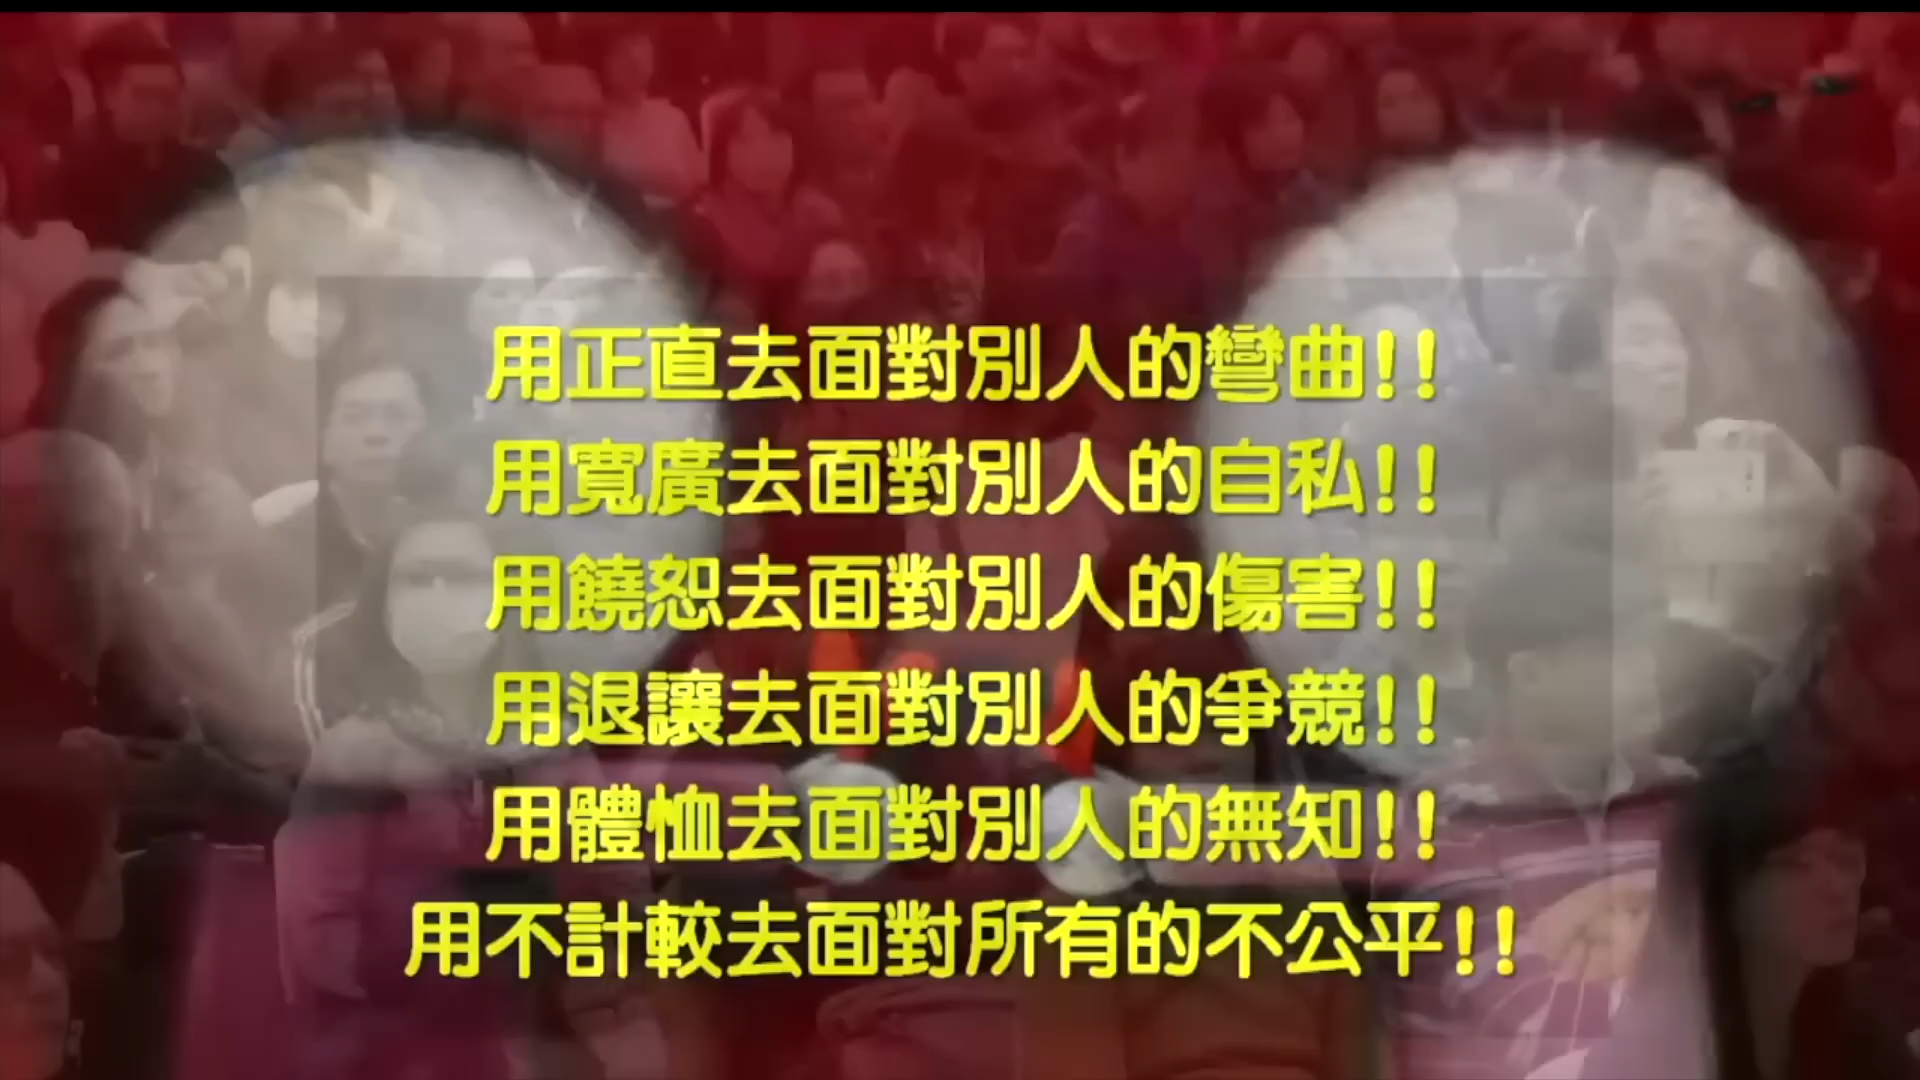 用正直去面對別人的彎曲!!
用寬廣去面對別人的自私!!
用饒恕去面對別人的傷害!!
用退讓去面對別人的爭競!!
用體恤去面對別人的無知!!
用不計較去面對所有的不公平!!